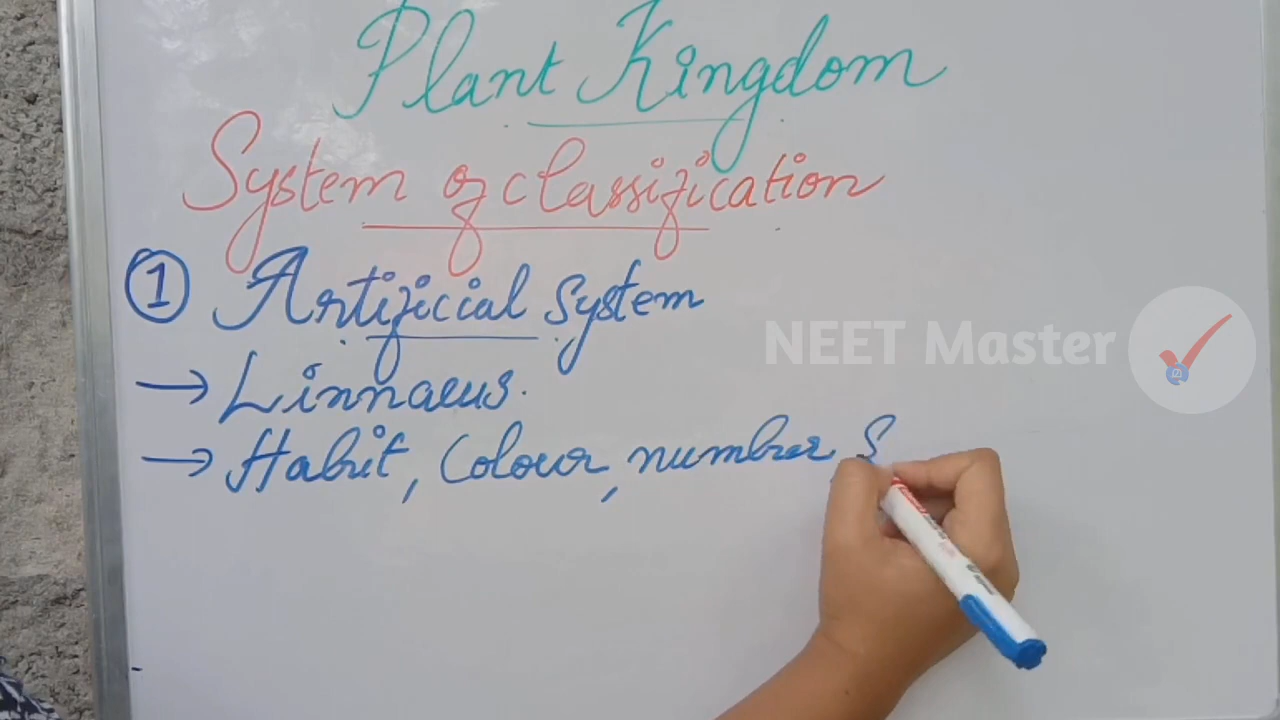 Plant Kingdom
System of classification
① Artificial System
→ Linnaeus.
→ Habit, Colour, number, S
NEET Master